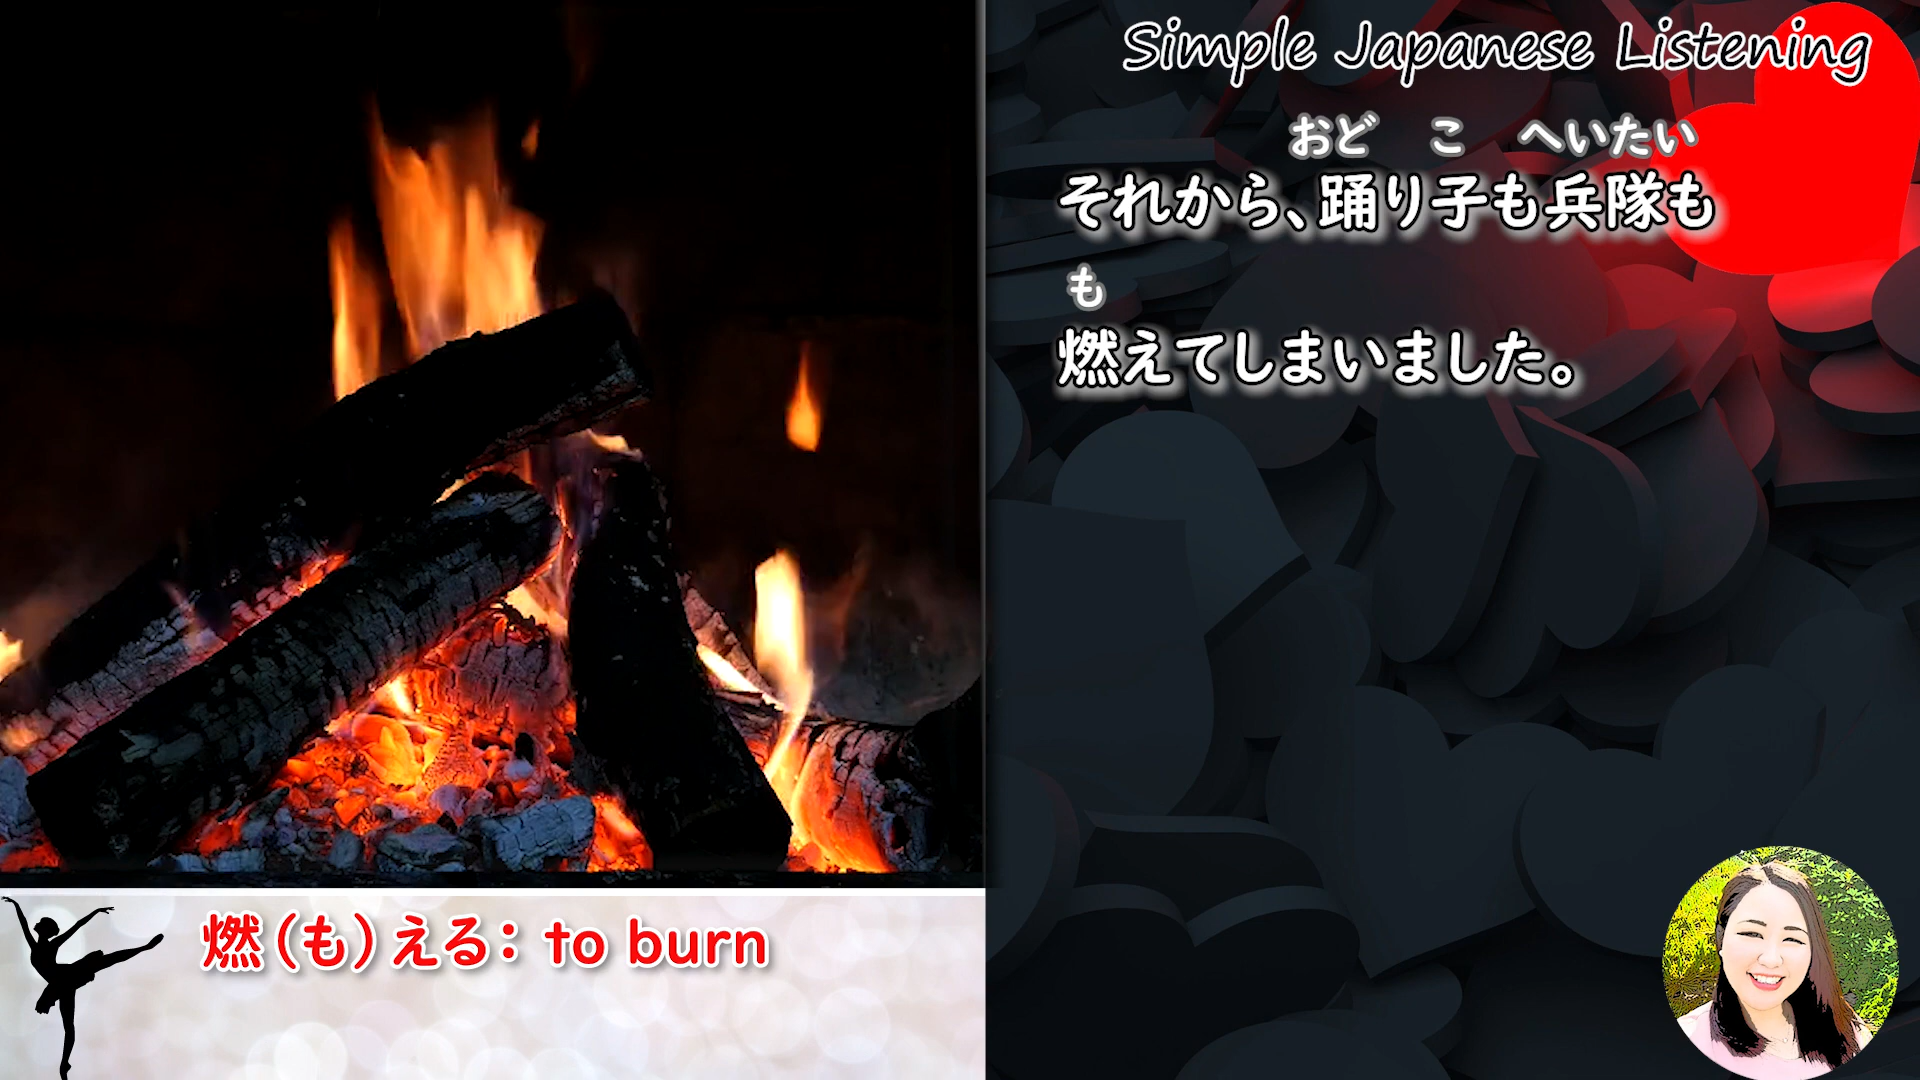 Simple Japanese Listening
おど こ へいたい
それから、踊り子も兵隊も
も
燃えてしまいました。
燃（も）える： to burn